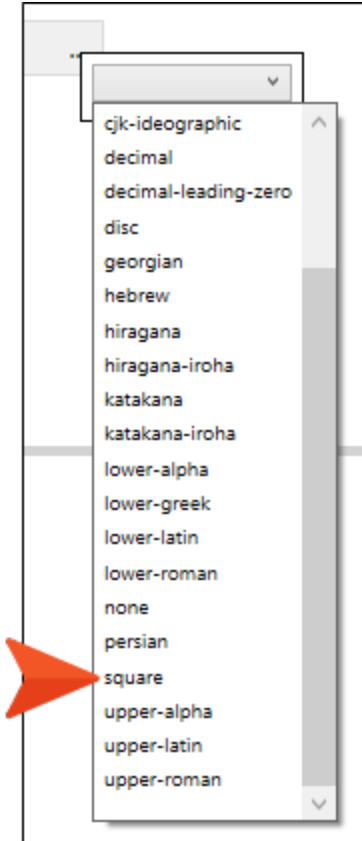 ...
cjk-ideographic
decimal
decimal-leading-zero
disc
georgian
hebrew
hiragana
hiragana-iroha
katakana
katakana-iroha
lower-alpha
lower-greek
lower-latin
lower-roman
none
persian
square
upper-alpha
upper-latin
upper-roman